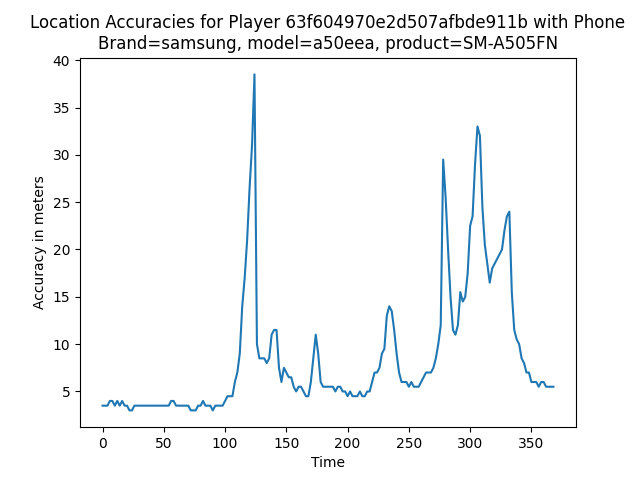 Location Accuracies for Player 63f604970e2d507afbde911b with Phone
Brand=samsung, model=a50eea, product=SM-A505FN
Accuracy in meters
40
35
30
25
20
15
10
5
0 50 100 150 200 250 300 350
Time